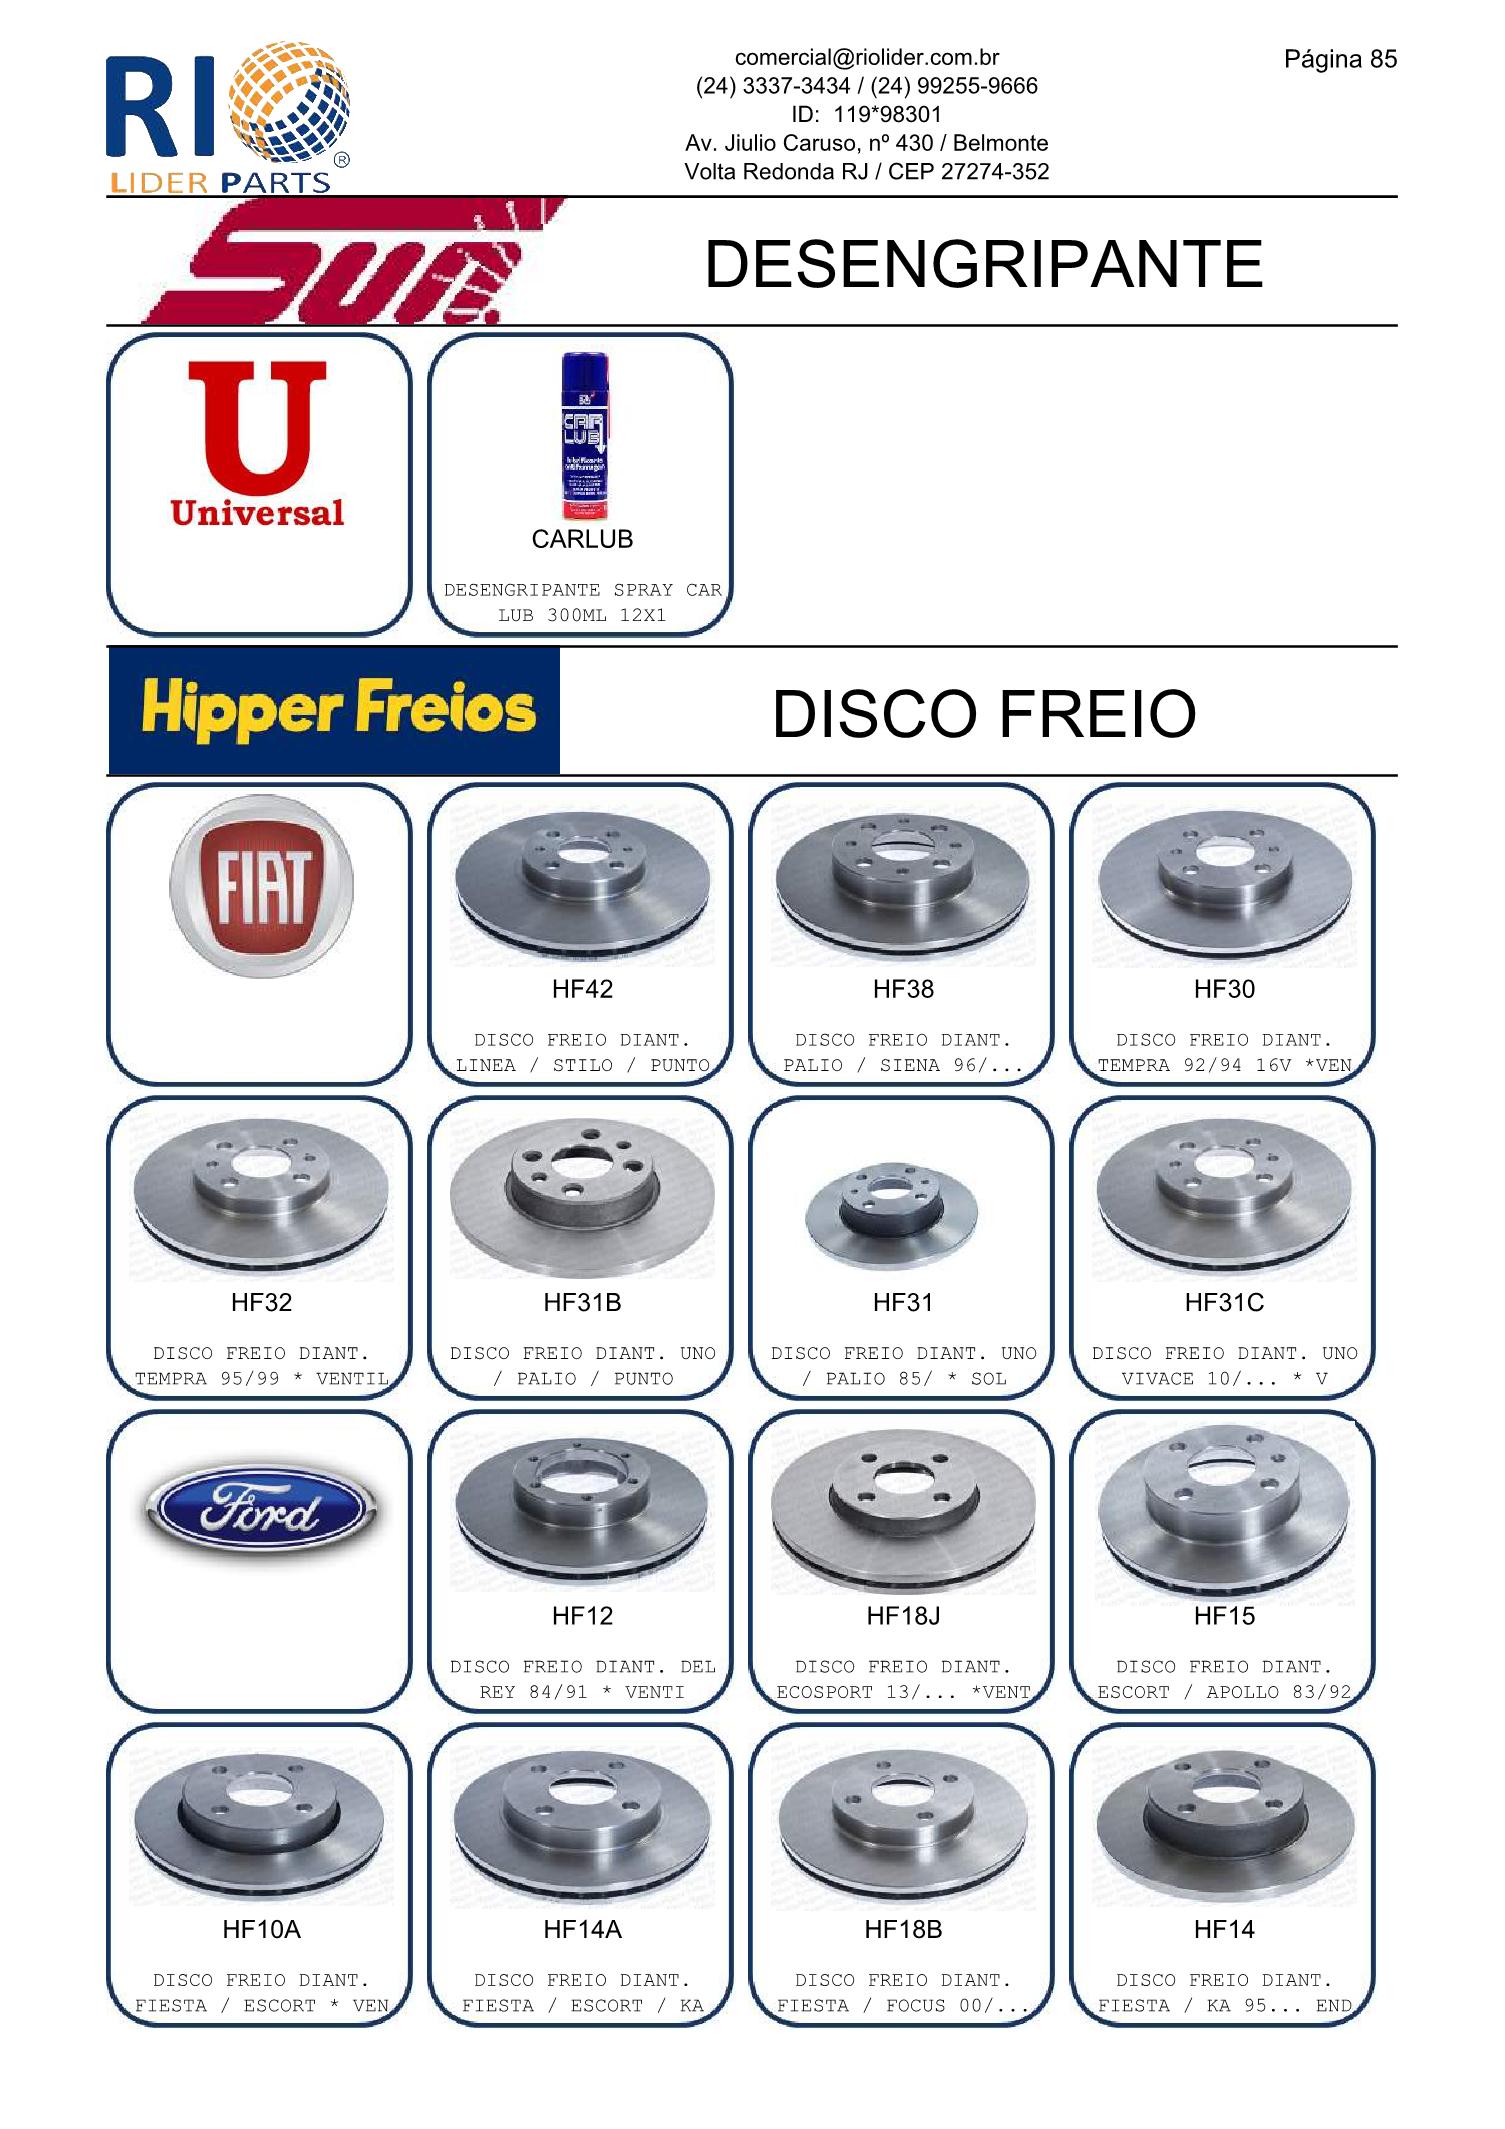 RIO
LIDER PARTS
®
comercial@riolider.com.br
(24) 3337-3434 / (24) 99255-9666
ID: 119*98301
Av. Jiulio Caruso, nº 430 / Belmonte
Volta Redonda RJ / CEP 27274-352
Página 85
Sun
DESENGRIPANTE
U
Universal
CAR
LUB
CARLUB
DESENGRIPANTE SPRAY CAR
LUB 300ML 12X1
Hipper Freios
DISCO FREIO
FIAT
HF42
DISCO FREIO DIANT.
LINEA / STILO / PUNTO
HF38
DISCO FREIO DIANT.
PALIO / SIENA 96/...
HF30
DISCO FREIO DIANT.
TEMPRA 92/94 16V *VEN
HF32
DISCO FREIO DIANT.
TEMPRA 95/99 * VENTIL
HF31B
DISCO FREIO DIANT. UNO
/ PALIO / PUNTO
HF31
DISCO FREIO DIANT. UNO
/ PALIO 85/ * SOL
HF31C
DISCO FREIO DIANT. UNO
VIVACE 10/... * V
Ford
HF12
DISCO FREIO DIANT. DEL
REY 84/91 * VENTI
HF18J
DISCO FREIO DIANT.
ECOSPORT 13/... *VENT
HF15
DISCO FREIO DIANT.
ESCORT / APOLLO 83/92
HF10A
DISCO FREIO DIANT.
FIESTA / ESCORT * VEN
HF14A
DISCO FREIO DIANT.
FIESTA / ESCORT / KA
HF18B
DISCO FREIO DIANT.
FIESTA / FOCUS 00/...
HF14
DISCO FREIO DIANT.
FIESTA / KA 95... END